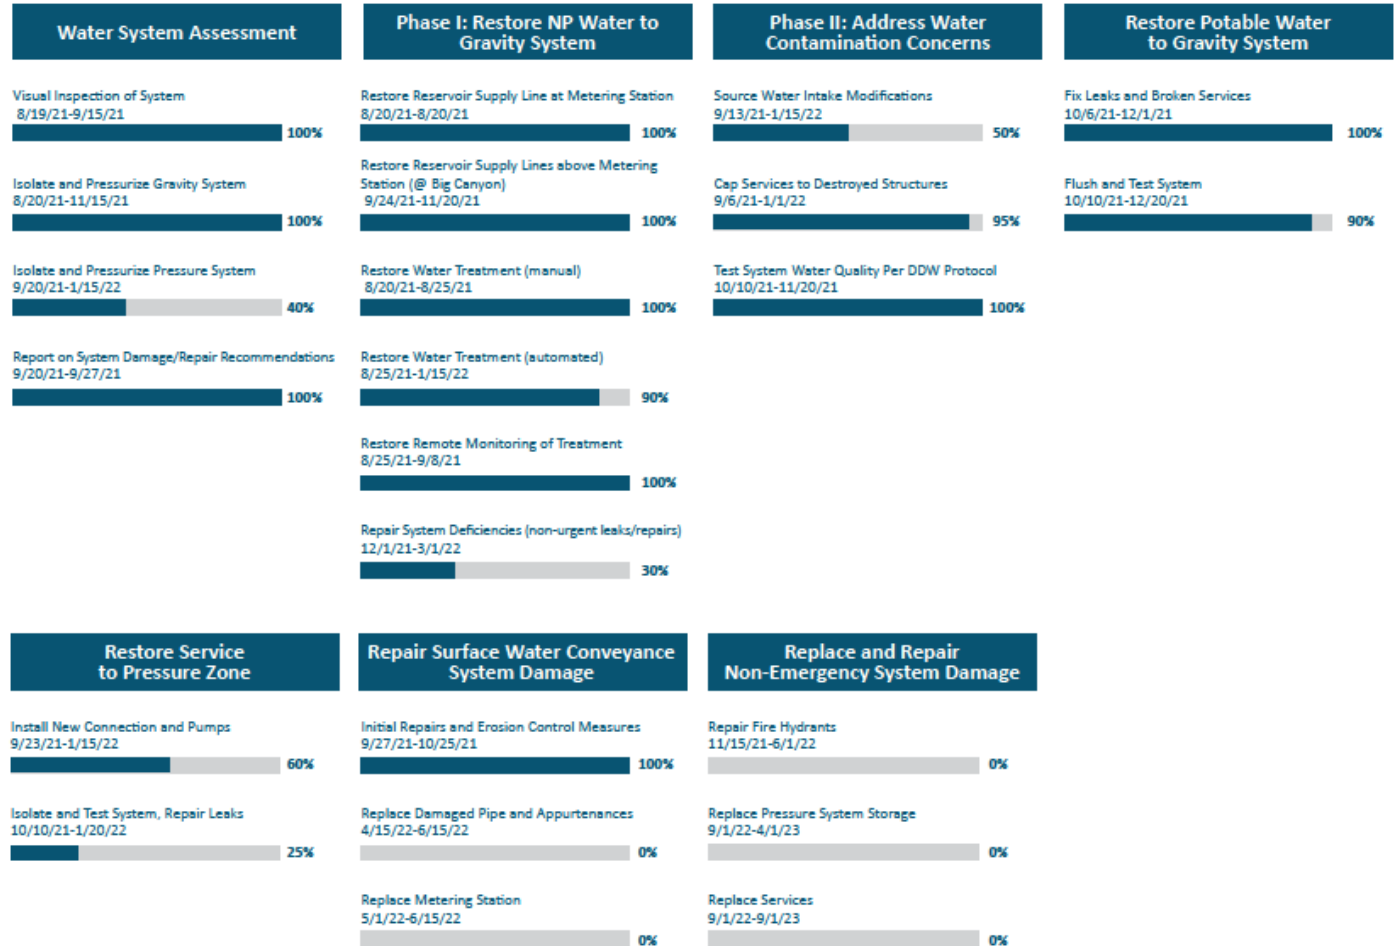 Water System Assessment
Visual Inspection of System
8/19/21-9/15/21
100%
Isolate and Pressurize Gravity System
8/20/21-11/15/21
100%
Isolate and Pressurize Pressure System
9/20/21-1/15/22
40%
Report on System Damage/Repair Recommendations
9/20/21-9/27/21
100%
Phase I: Restore NP Water to
Gravity System
Restore Reservoir Supply Line at Metering Station
8/20/21-8/20/21
100%
Restore Reservoir Supply Lines above Metering
Station (@ Big Canyon)
9/24/21-11/20/21
100%
Restore Water Treatment (manual)
8/20/21-8/25/21
100%
Restore Water Treatment (automated)
8/25/21-1/15/22
90%
Restore Remote Monitoring of Treatment
8/25/21-9/8/21
100%
Repair System Deficiencies (non-urgent leaks/repairs)
12/1/21-3/1/22
30%
Phase II: Address Water
Contamination Concerns
Source Water Intake Modifications
9/13/21-1/15/22
50%
Cap Services to Destroyed Structures
9/6/21-1/1/22
95%
Test System Water Quality Per DDW Protocol
10/10/21-11/20/21
100%
Restore Potable Water
to Gravity System
Fix Leaks and Broken Services
10/6/21-12/1/21
100%
Flush and Test System
10/10/21-12/20/21
90%
Restore Service
to Pressure Zone
Install New Connection and Pumps
9/23/21-1/15/22
60%
Isolate and Test System, Repair Leaks
10/10/21-1/20/22
25%
Repair Surface Water Conveyance
System Damage
Initial Repairs and Erosion Control Measures
9/27/21-10/25/21
100%
Replace Damaged Pipe and Appurtenances
4/15/22-6/15/22
0%
Replace Metering Station
5/1/22-6/15/22
0%
Replace and Repair
Non-Emergency System Damage
Repair Fire Hydrants
11/15/21-6/1/22
0%
Replace Pressure System Storage
9/1/22-4/1/23
0%
Replace Services
9/1/22-9/1/23
0%